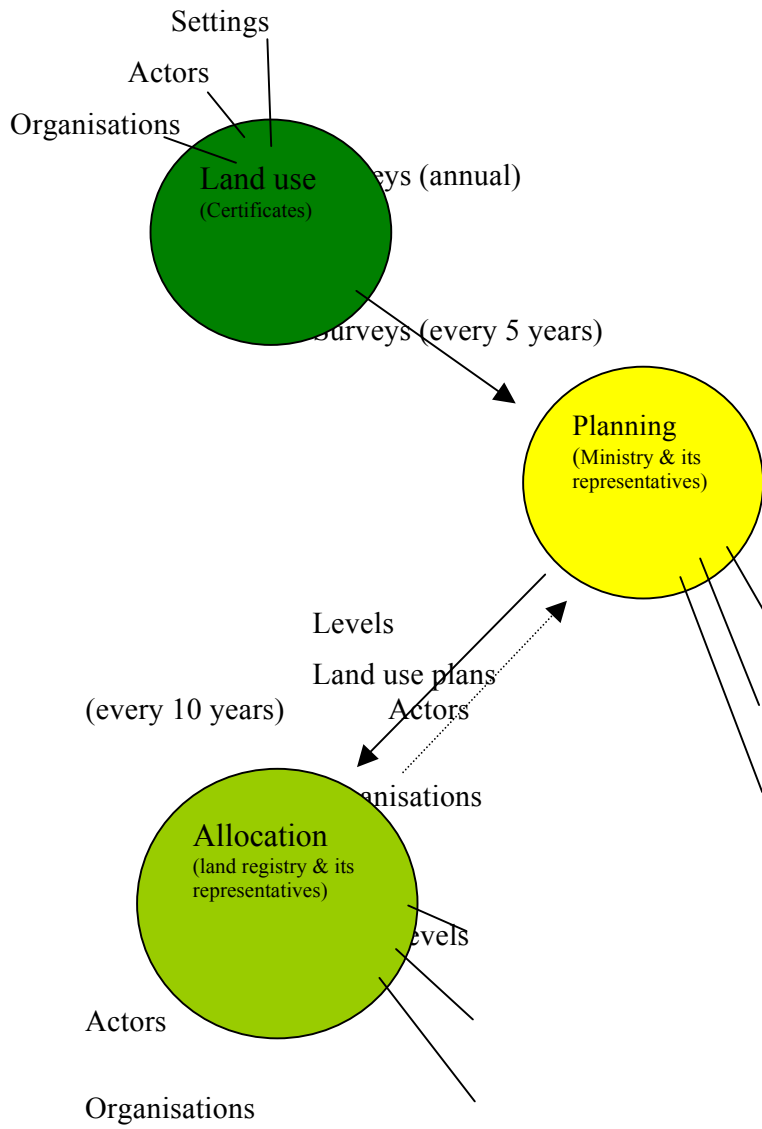 Settings
Actors
Organisations
Land use
(Certificates)
eys (annual)
Surveys (every 5 years)
Planning
(Ministry & its
representatives)
Levels
Land use plans
(every 10 years)
Actors
anisations
Allocation
(land registry & its
representatives)
evels
Actors
Organisations